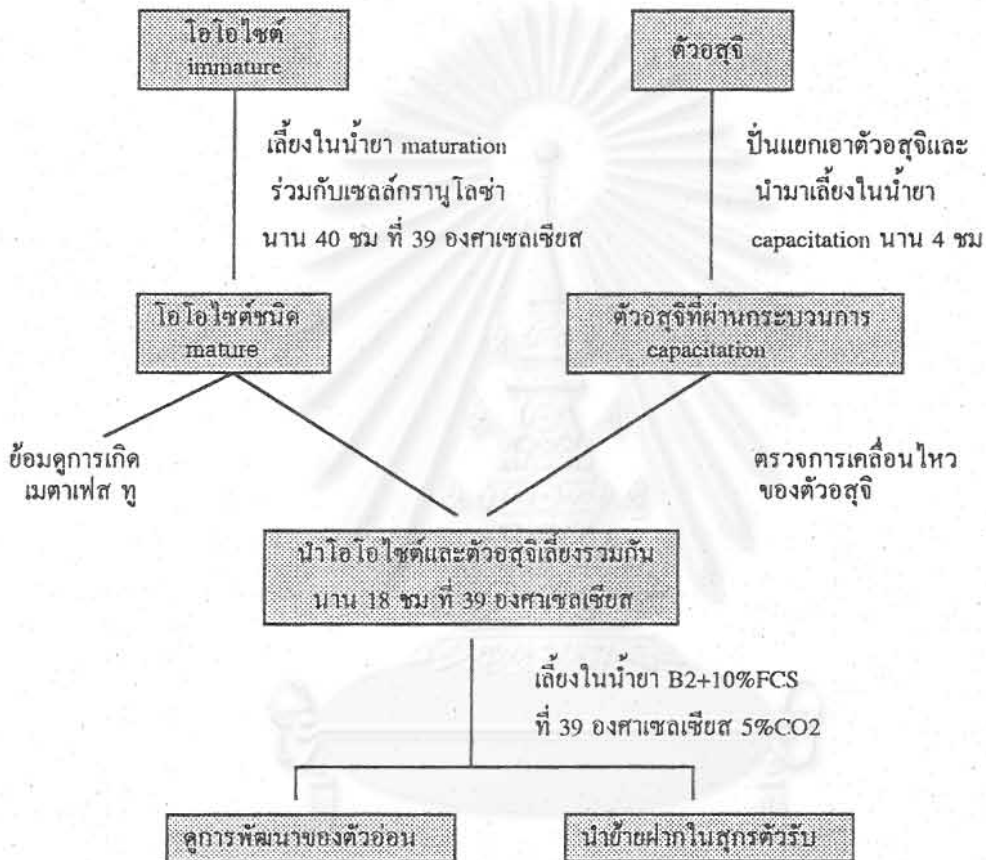 โอโอไซต์
immature
ตัวอสุจิ
เลี้ยงในน้ำยา maturation
ร่วมกับเซลล์กรานูโลซ่า
นาน 40 ชม ที่ 39 องศาเซลเซียส
ปั่นแยกเอาตัวอสุจิและ
นำมาเลี้ยงในน้ำยา
capacitation นาน 4 ชม
โอโอไซต์ชนิด
mature
ตัวอสุจิที่ผ่านกระบวนการ
capacitation
ย้อมดูการเกิด
เมตาเฟส ทู
ตรวจการเคลื่อนไหว
ของตัวอสุจิ
นำโอโอไซต์และตัวอสุจิเลี้ยงรวมกัน
นาน 18 ชม ที่ 39 องศาเซลเซียส
เลี้ยงในน้ำยา B2+10%FCS
ที่ 39 องศาเซลเซียส 5%CO2
ดูการพัฒนาของตัวอ่อน
นำย้ายฝากในสุกรตัวรับ